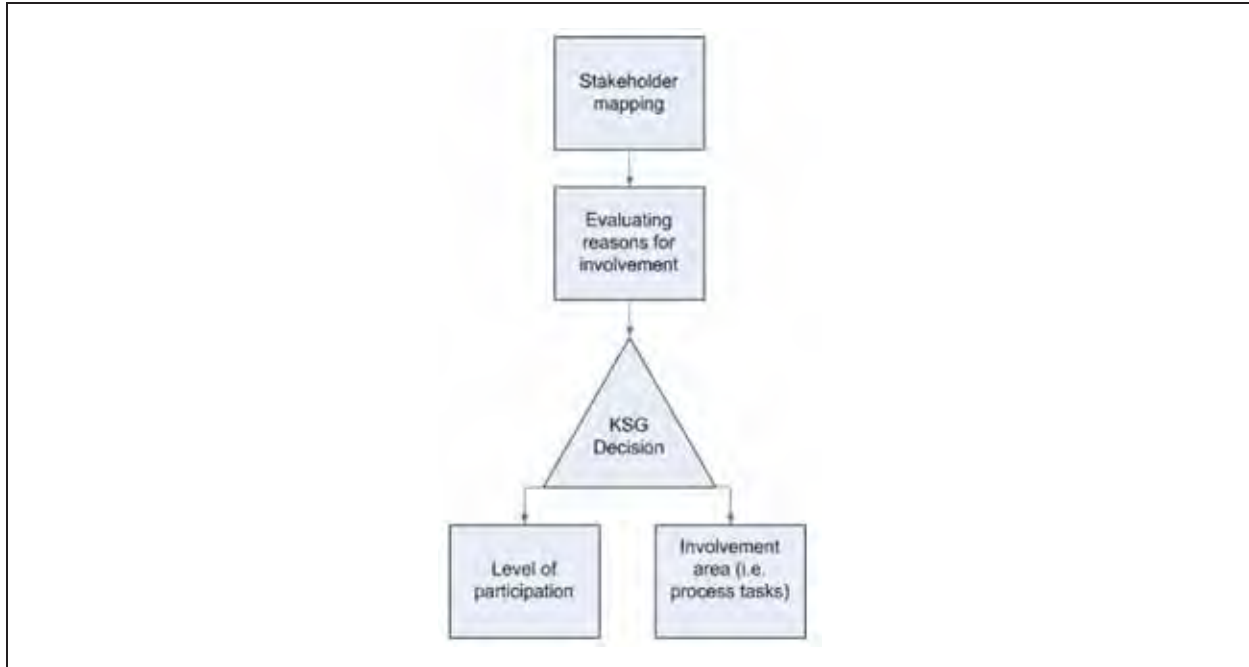 Stakeholder
mapping
Evaluating
reasons for
involvement
KSG
Decision
Level of
participation
Involvement
area (i.e.
process tasks)